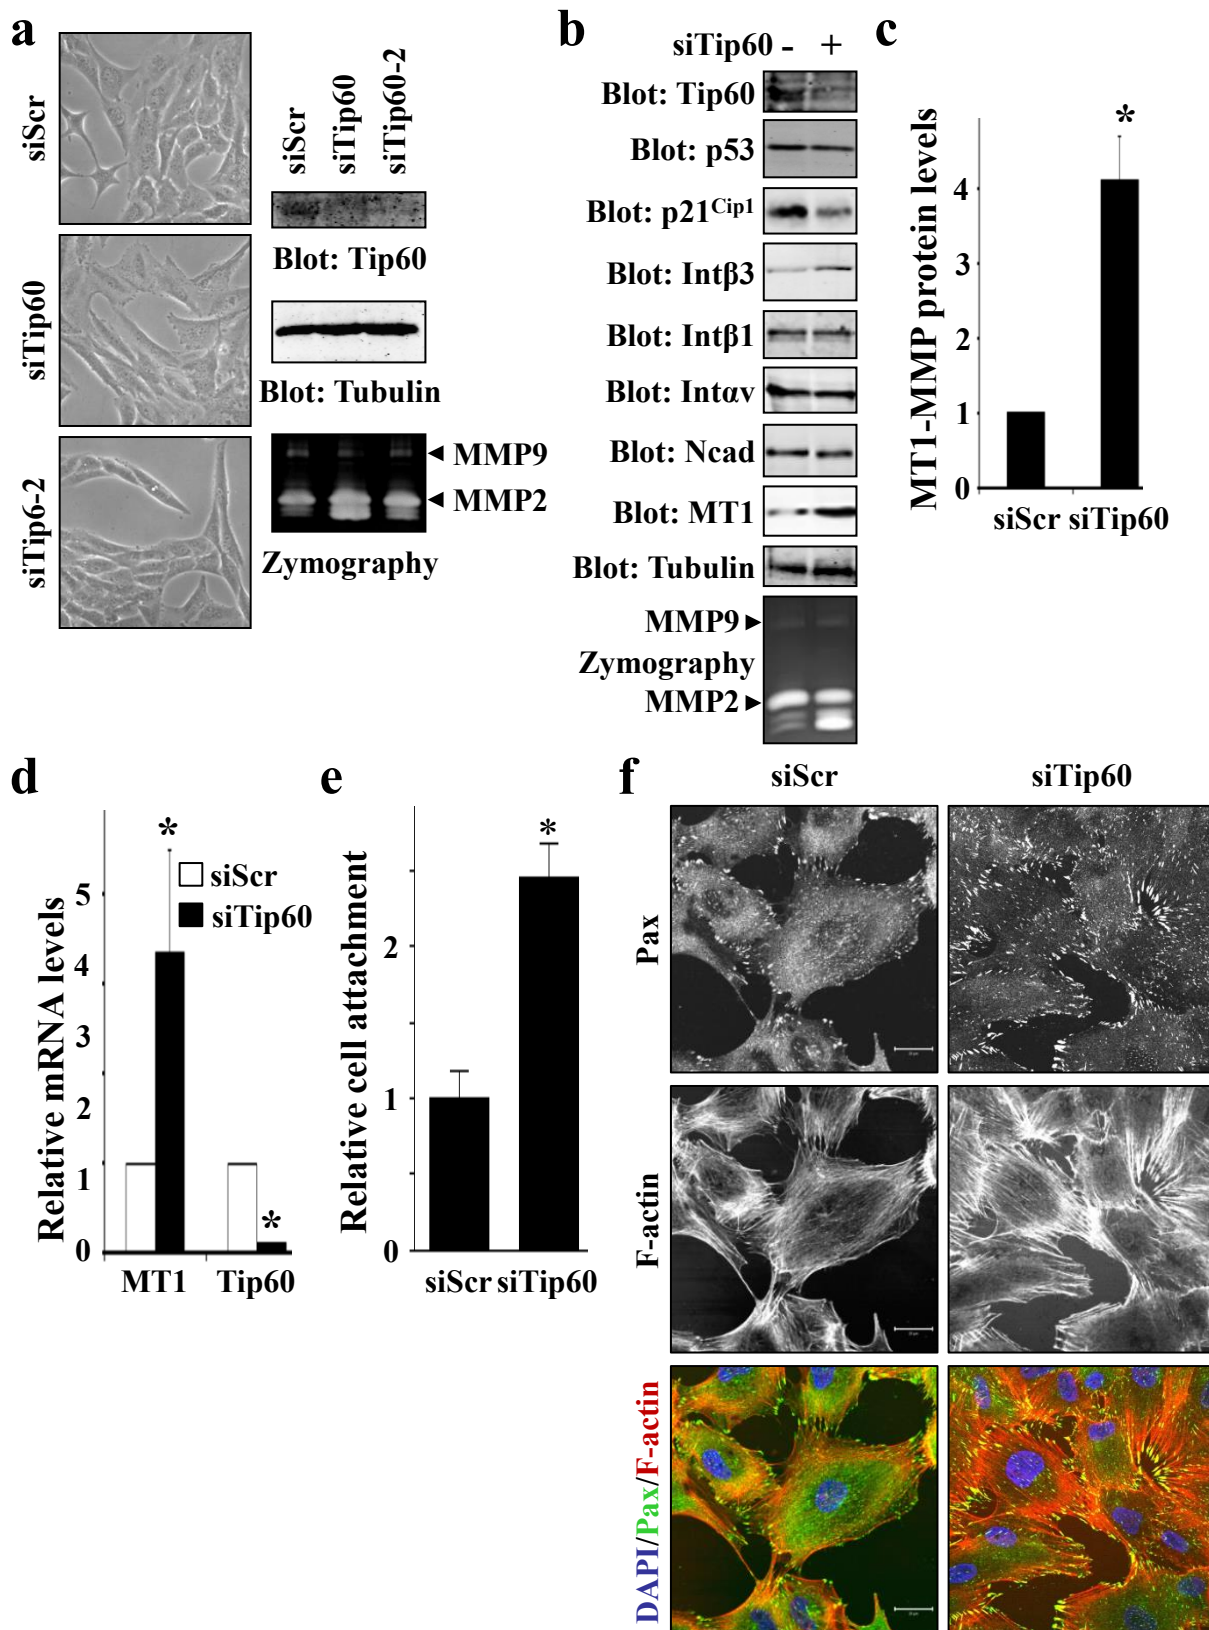 a
siScr
siTip60
siTip6-2
siScr
siTip60
siTip60-2
Blot: Tip60
Blot: Tubulin
MMP9
MMP2
Zymography
b
siTip60 - +
Blot: Tip60
Blot: p53
Blot: p21Cip1
Blot: Intβ3
Blot: Intβ1
Blot: Intαv
Blot: Ncad
Blot: MT1
Blot: Tubulin
MMP9
Zymography
MMP2
c
MT1-MMP protein levels
*
4
3
2
1
0
siScr siTip60
d
Relative mRNA levels
*
siScr
siTip60
5
4
3
2
1
0
*
MT1 Tip60
e
Relative cell attachment
*
2
1
0
siScr siTip60
f
siScr siTip60
Pax
F-actin
DAPI/Pax/F-actin